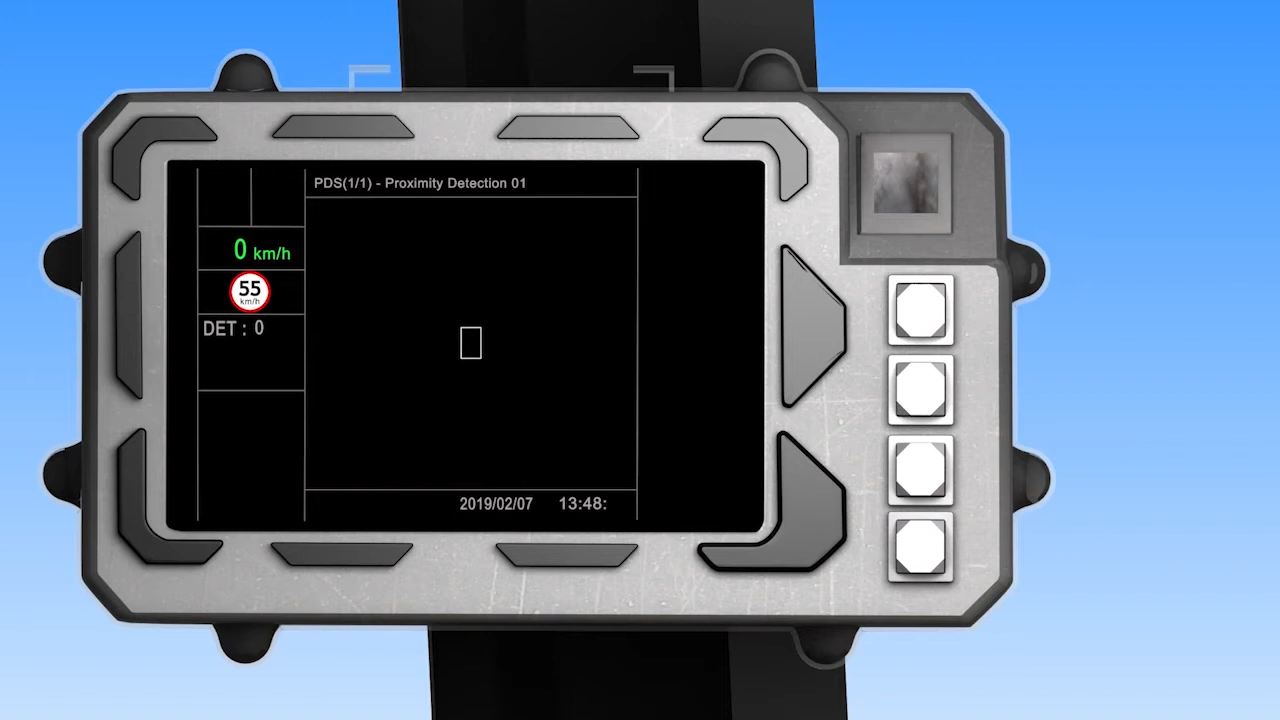 PDS(1/1) - Proximity Detection 01
0 km/h
55
km/h
DET : 0
2019/02/07 13:48: